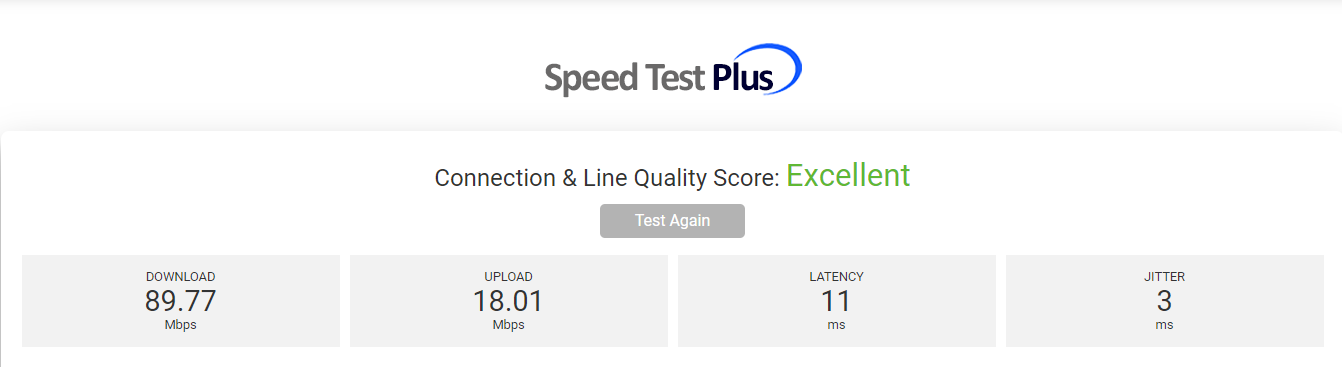 Speed Test Plus
Connection & Line Quality Score: Excellent
Test Again
DOWNLOAD
89.77
Mbps
UPLOAD
18.01
Mbps
LATENCY
11
ms
JITTER
3
ms